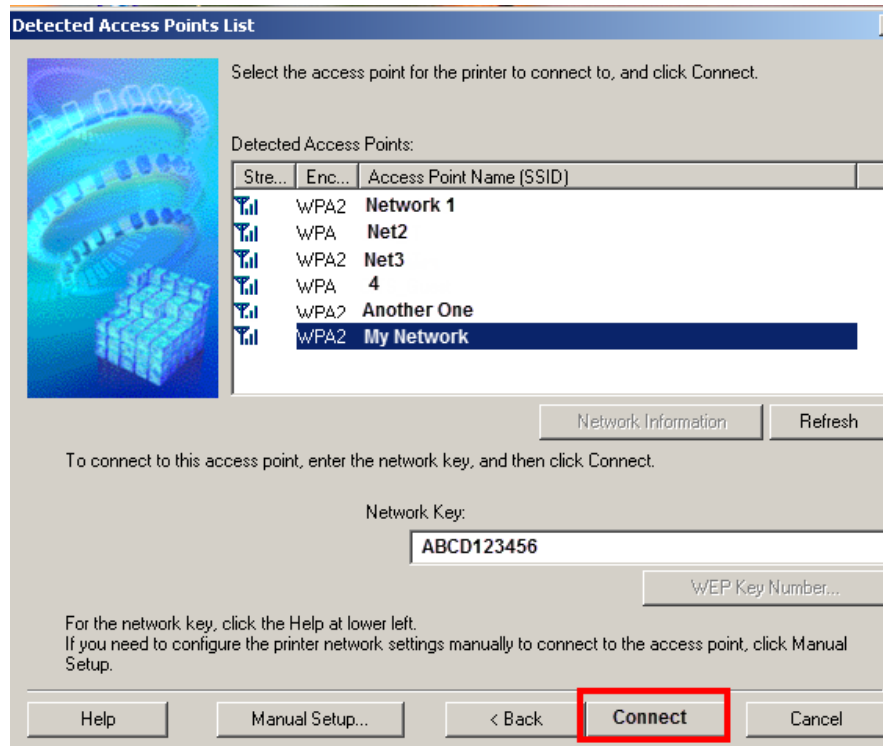 Detected Access Points List
Select the access point for the printer to connect to, and click Connect.
Detected Access Points:
Stre... Enc... Access Point Name (SSID)
WPA2 Network 1
WPA Net2
WPA2 Net3
WPA 4
WPA2 Another One
WPA2 My Network
Network Information Refresh
To connect to this access point, enter the network key, and then click Connect.
Network Key:
ABCD123456
WEP Key Number...
For the network key, click the Help at lower left.
If you need to configure the printer network settings manually to connect to the access point, click Manual
Setup.
Help Manual Setup... < Back Connect Cancel